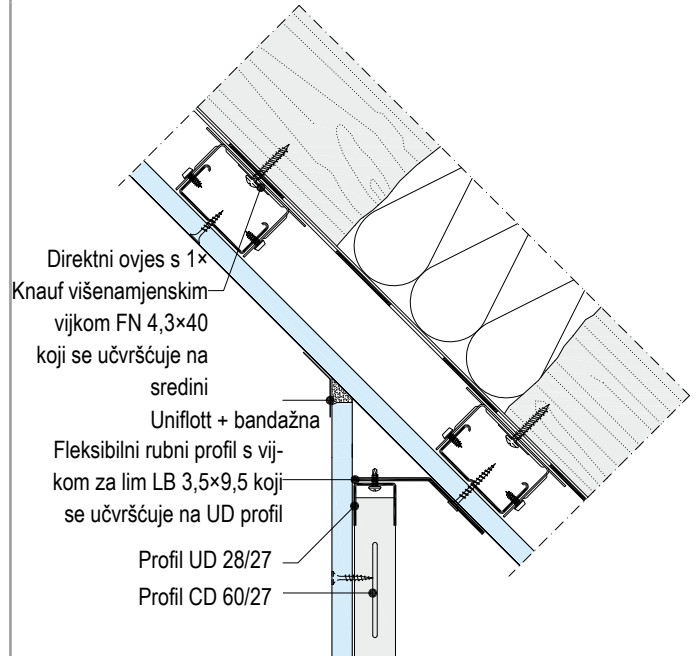 Direktni ovjes s 1×
Knauf višenamjenskim
vijkom FN 4,3×40
koji se učvršćuje na
sredini
Uniflott + bandažna
Fleksibilni rubni profil s vij-
kom za lim LB 3,5×9,5 koji
se učvršćuje na UD profil
Profil UD 28/27
Profil CD 60/27